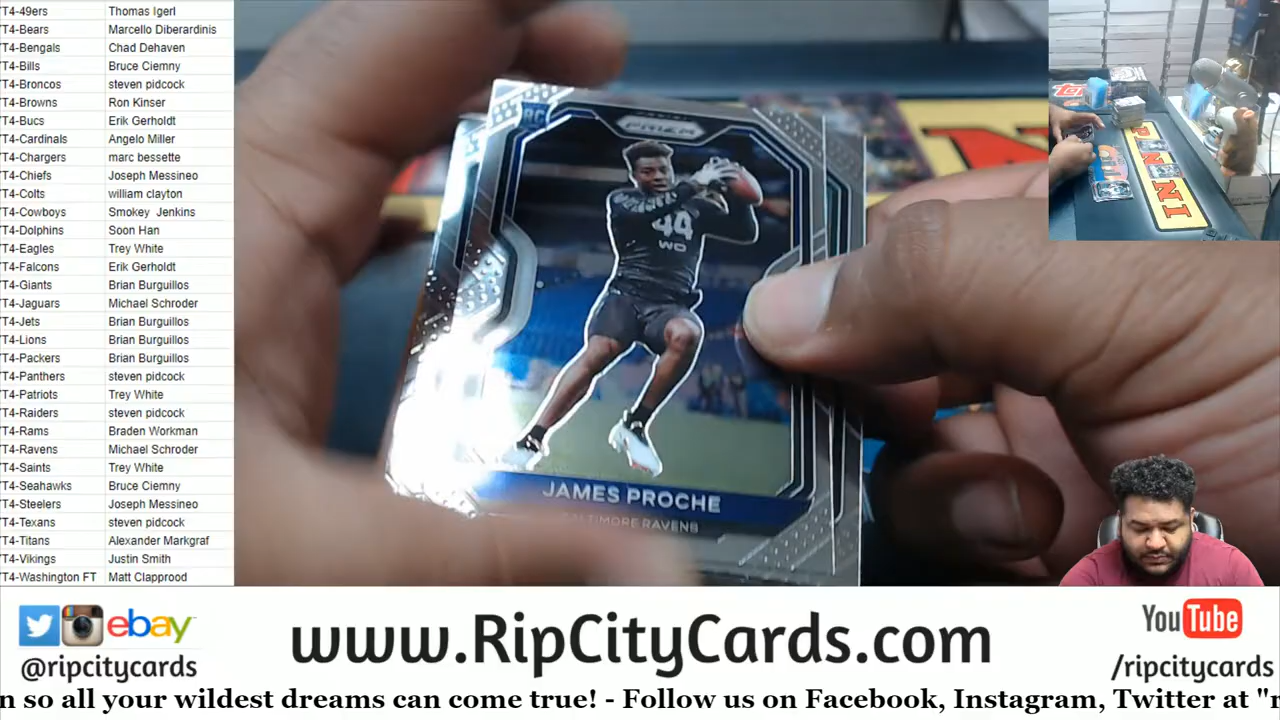 T4-49ers Thomas Igerl
T4-Bears Marcello Diberardinis
T4-Bengals Chad Dehaven
T4-Bills Bruce Ciemny
T4-Broncos steven pidcock
T4-Browns Ron Kinser
T4-Bucs Erik Gerholdt
T4-Cardinals Angelo Miller
T4-Chargers marc bessette
T4-Chiefs Joseph Messineo
T4-Colts william clayton
T4-Cowboys Smokey Jenkins
T4-Dolphins Soon Han
T4-Eagles Trey White
T4-Falcons Erik Gerholdt
T4-Giants Brian Burguillos
T4-Jaguars Michael Schroder
T4-Jets Brian Burguillos
T4-Lions Brian Burguillos
T4-Packers Brian Burguillos
T4-Panthers steven pidcock
T4-Patriots Trey White
T4-Raiders steven pidcock
T4-Rams Braden Workman
T4-Ravens Michael Schroder
T4-Saints Trey White
T4-Seahawks Bruce Ciemny
T4-Steelers Joseph Messineo
T4-Texans steven pidcock
T4-Titans Alexander Markgraf
T4-Vikings Justin Smith
T4-Washington FT Matt Clapprood
RC
PANINI
PRIZM
44
WO
JAMES PROCHE
BALTIMORE RAVENS
PANINI
ebay
@ripcitycards
www.RipCityCards.com
YouTube
/ripcitycards
n so all your wildest dreams can come true! - Follow us on Facebook, Instagram, Twitter at "r